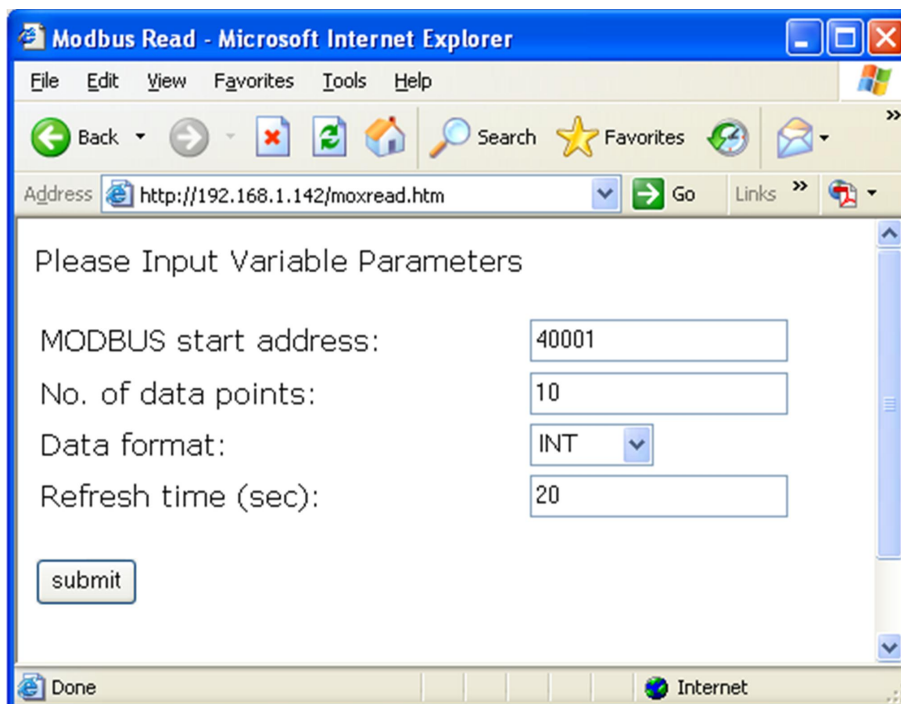 Modbus Read - Microsoft Internet Explorer
File Edit View Favorites Tools Help
Back Search Favorites »
Address http://192.168.1.142/moxread.htm Go Links »
Please Input Variable Parameters
MODBUS start address: 40001
No. of data points: 10
Data format: INT
Refresh time (sec): 20
submit
Done Internet